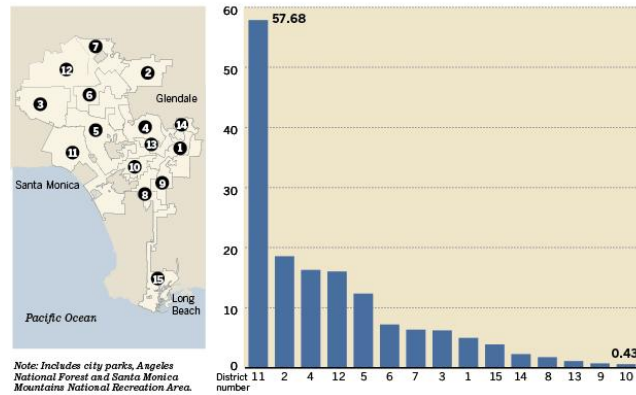 7
12
2
6
Glendale
3
5
4
14
13
1
11
10
Santa Monica
9
8
15
Long
Beach
Pacific Ocean
Note: Includes city parks, Angeles
National Forest and Santa Monica
Mountains National Recreation Area.
60
57.68
50
40
30
20
10
0.43
0
District
number
11 2 4 12 5 6 7 3 1 15 14 8 13 9 10